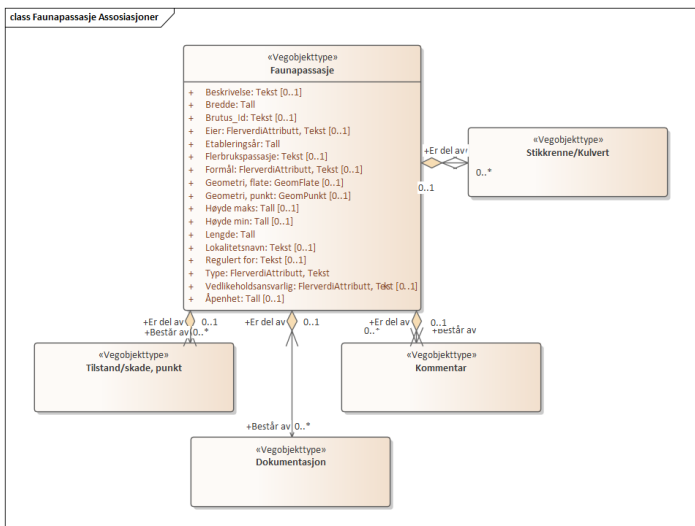 class Faunapassasje Assosiasjoner
«Vegobjekttype»
Faunapassasje
+ Beskrivelse: Tekst [0..1]
+ Bredde: Tall
+ Brutus_Id: Tekst [0..1]
+ Eier: FlerverdiAttributt, Tekst [0..1]
+ Etableringsår: Tall
+ Flerbrukspassasje: Tekst [0..1]
+ Formål: FlerverdiAttributt, Tekst [0..1]
+ Geometri, flate: GeomFlate [0..1]
+ Geometri, punkt: GeomPunkt [0..1]
+ Høyde maks: Tall [0..1]
+ Høyde min: Tall [0..1]
+ Lengde: Tall
+ Lokalitetsnavn: Tekst [0..1]
+ Regulert for: Tekst [0..1]
+ Type: FlerverdiAttributt, Tekst
+ Vedlikeholdsansvarlig: FlerverdiAttributt, Tekst [0..1]
+ Åpenhet: Tall [0..1]
+Er del av
0..1
0..*
«Vegobjekttype»
Stikkrenne/Kulvert
+Er del av 0..1
+Består av 0..*
+Er del av 0..1
+Er del av 0..1
0..* +Består av
«Vegobjekttype»
Tilstand/skade, punkt
«Vegobjekttype»
Kommentar
+Består av 0..*
«Vegobjekttype»
Dokumentasjon